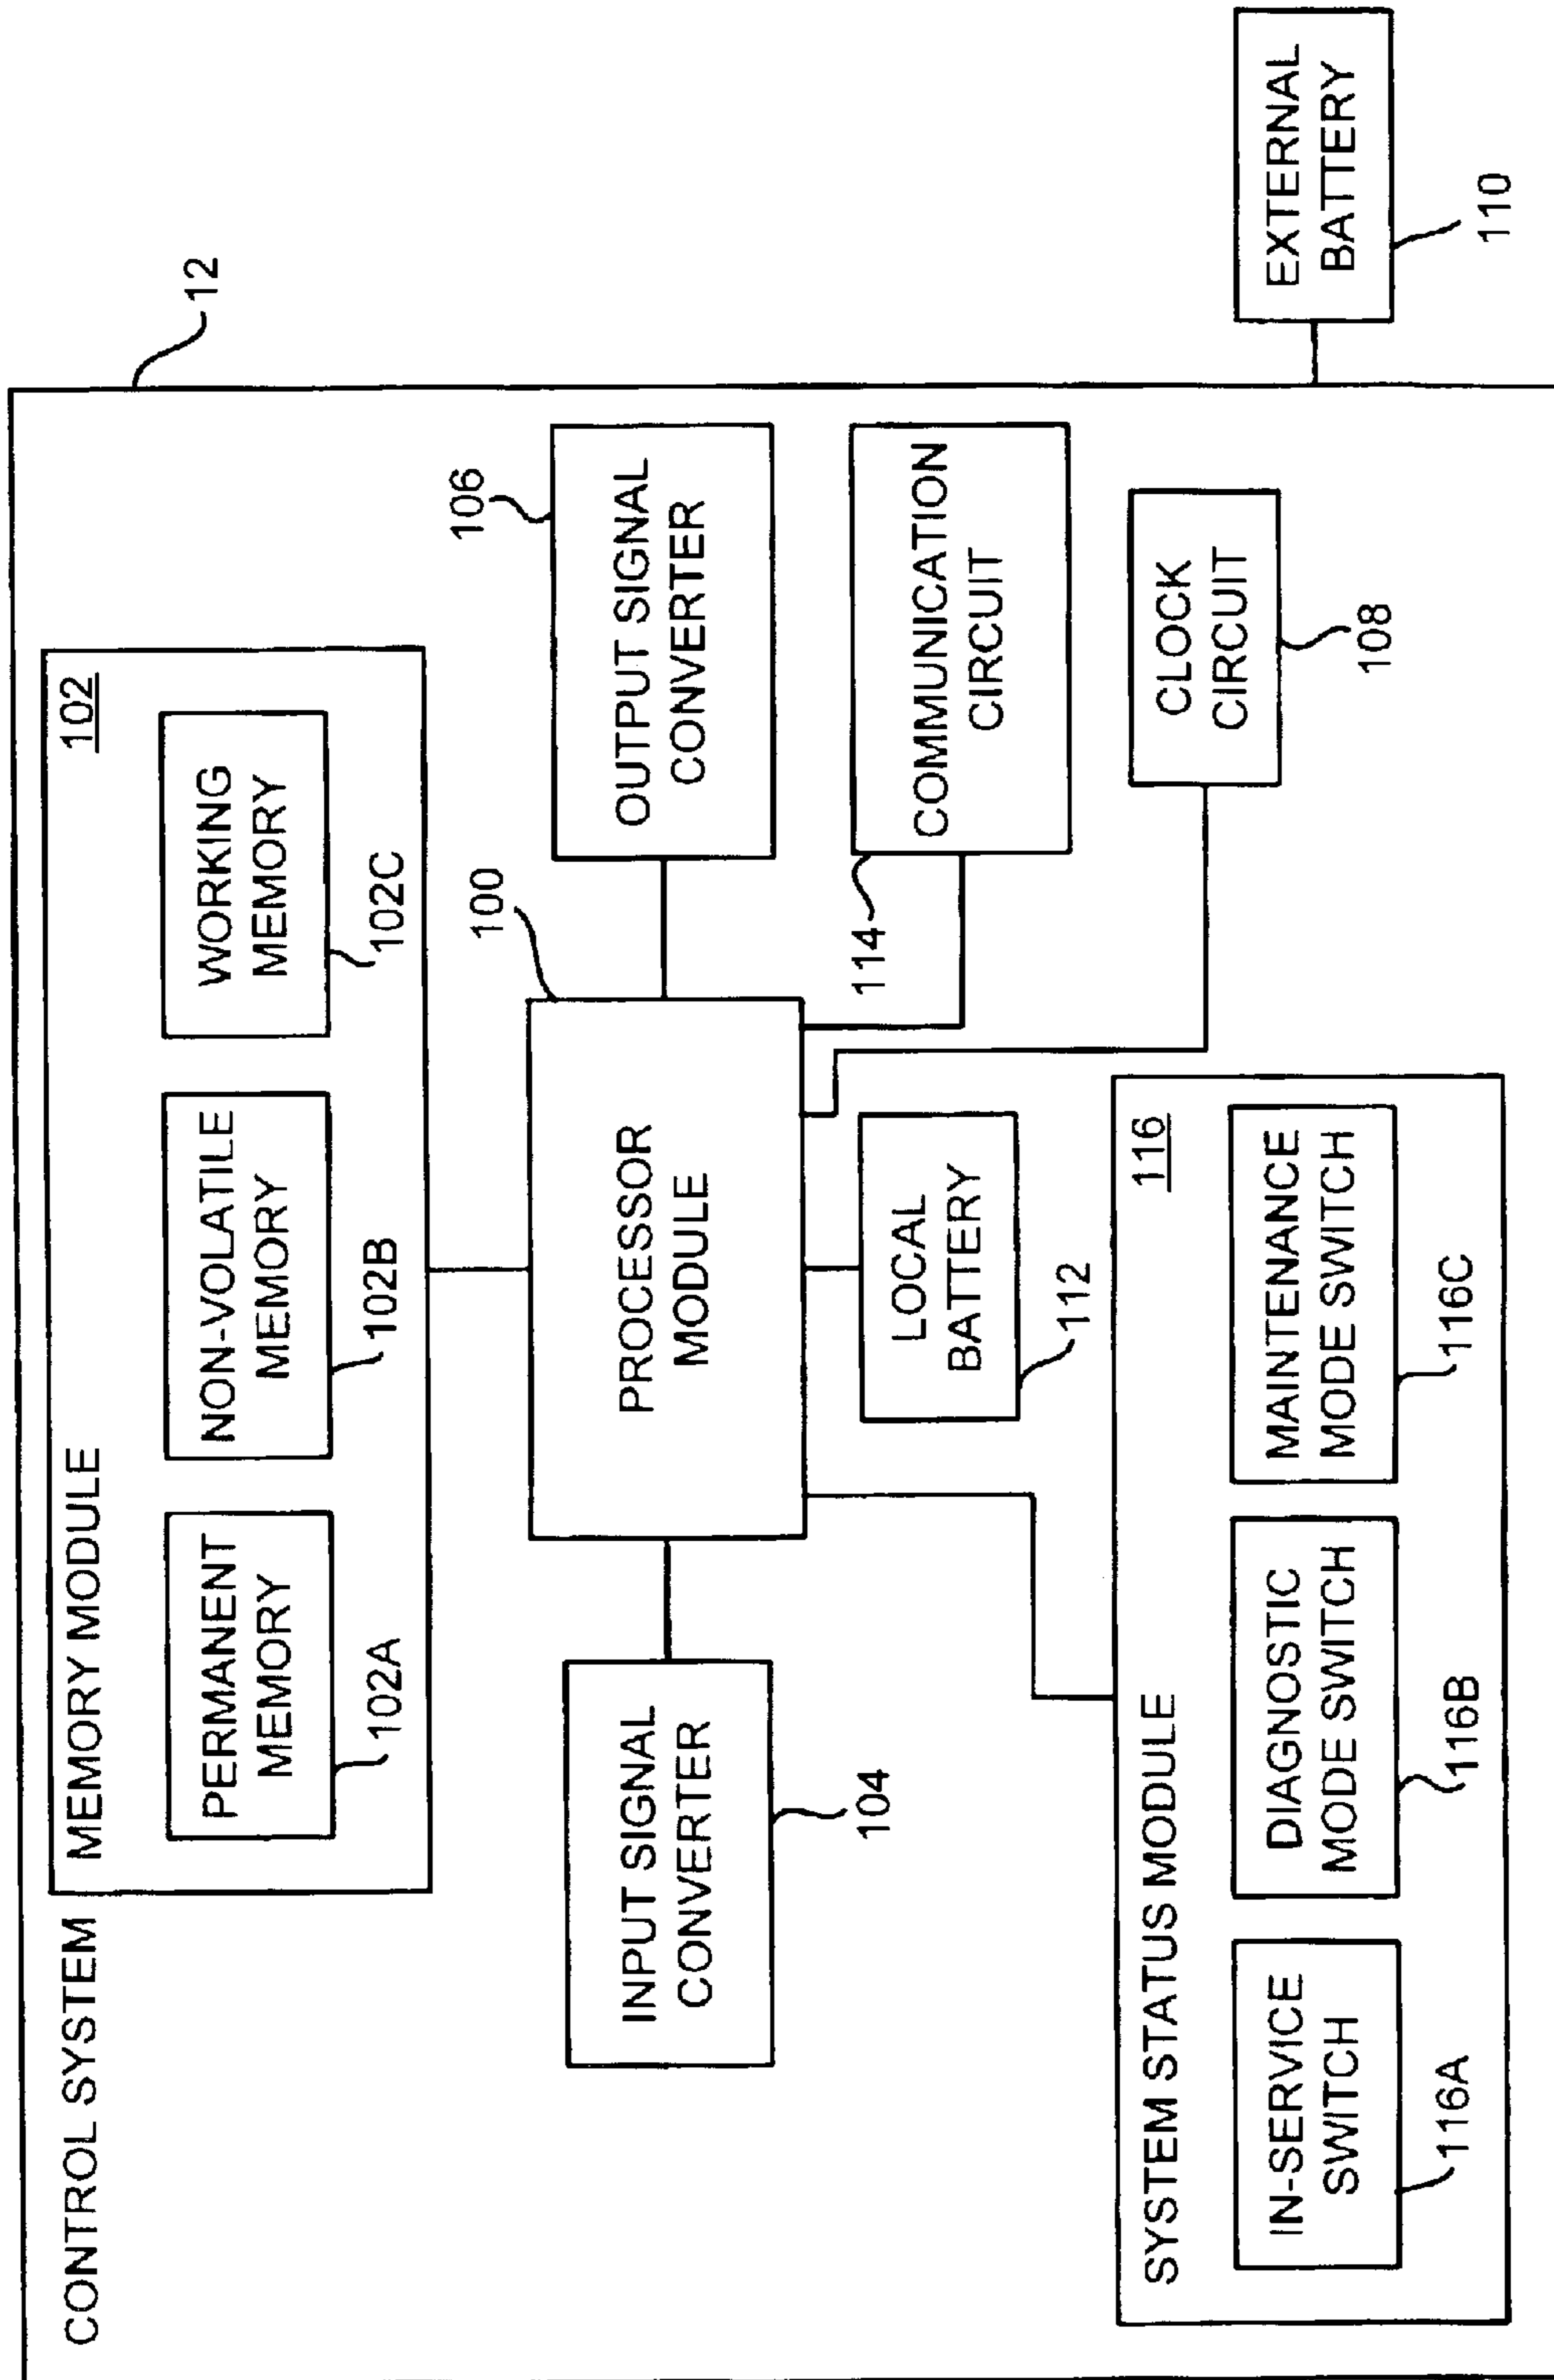 CONTROL SYSTEM
12
MEMORY MODULE
102
PERMANENT
MEMORY
102A
NON-VOLATILE
MEMORY
102B
WORKING
MEMORY
102C
INPUT SIGNAL
CONVERTER
104
PROCESSOR
MODULE
100
OUTPUT SIGNAL
CONVERTER
106
COMMUNICATION
CIRCUIT
114
CLOCK
CIRCUIT
108
LOCAL
BATTERY
112
SYSTEM STATUS MODULE
116
IN-SERVICE
SWITCH
116A
DIAGNOSTIC
MODE SWITCH
116B
MAINTENANCE
MODE SWITCH
116C
EXTERNAL
BATTERY
110